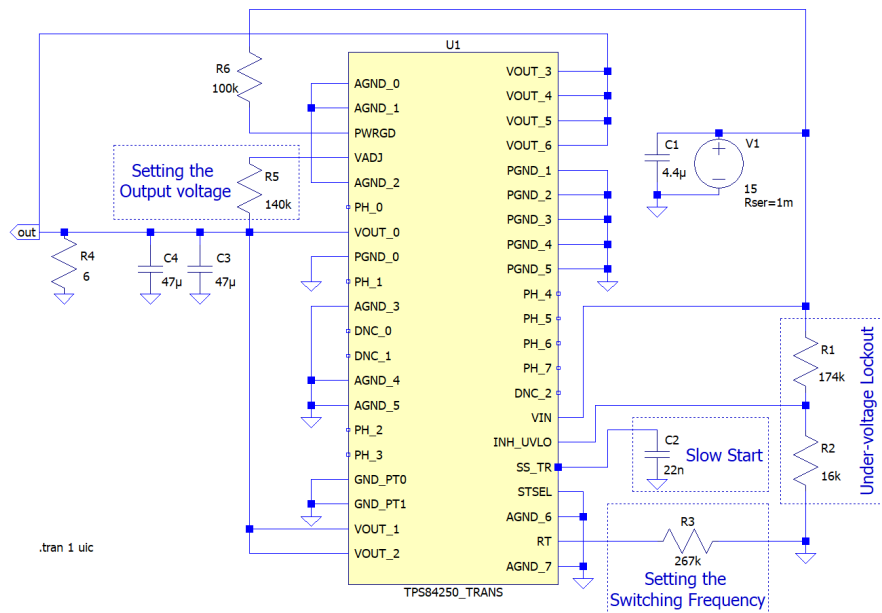 U1
R6
100k
AGND_0
AGND_1
PWRGD
VADJ
AGND_2
PH_0
VOUT_0
PGND_0
PH_1
AGND_3
DNC_0
DNC_1
AGND_4
AGND_5
PH_2
PH_3
GND_PT0
GND_PT1
VOUT_1
VOUT_2
VOUT_3
VOUT_4
VOUT_5
VOUT_6
PGND_1
PGND_2
PGND_3
PGND_4
PGND_5
PH_4
PH_5
PH_6
PH_7
DNC_2
VIN
INH_UVLO
SS_TR
STSEL
AGND_6
RT
AGND_7
TPS84250_TRANS
Setting the
Output voltage
R5
140k
out
R4
6
C4
47µ
C3
47µ
.tran 1 uic
C1
4.4µ
V1
15
Rser=1m
R1
174k
R2
16k
Under-voltage Lockout
C2
22n
Slow Start
R3
267k
Setting the
Switching Frequency